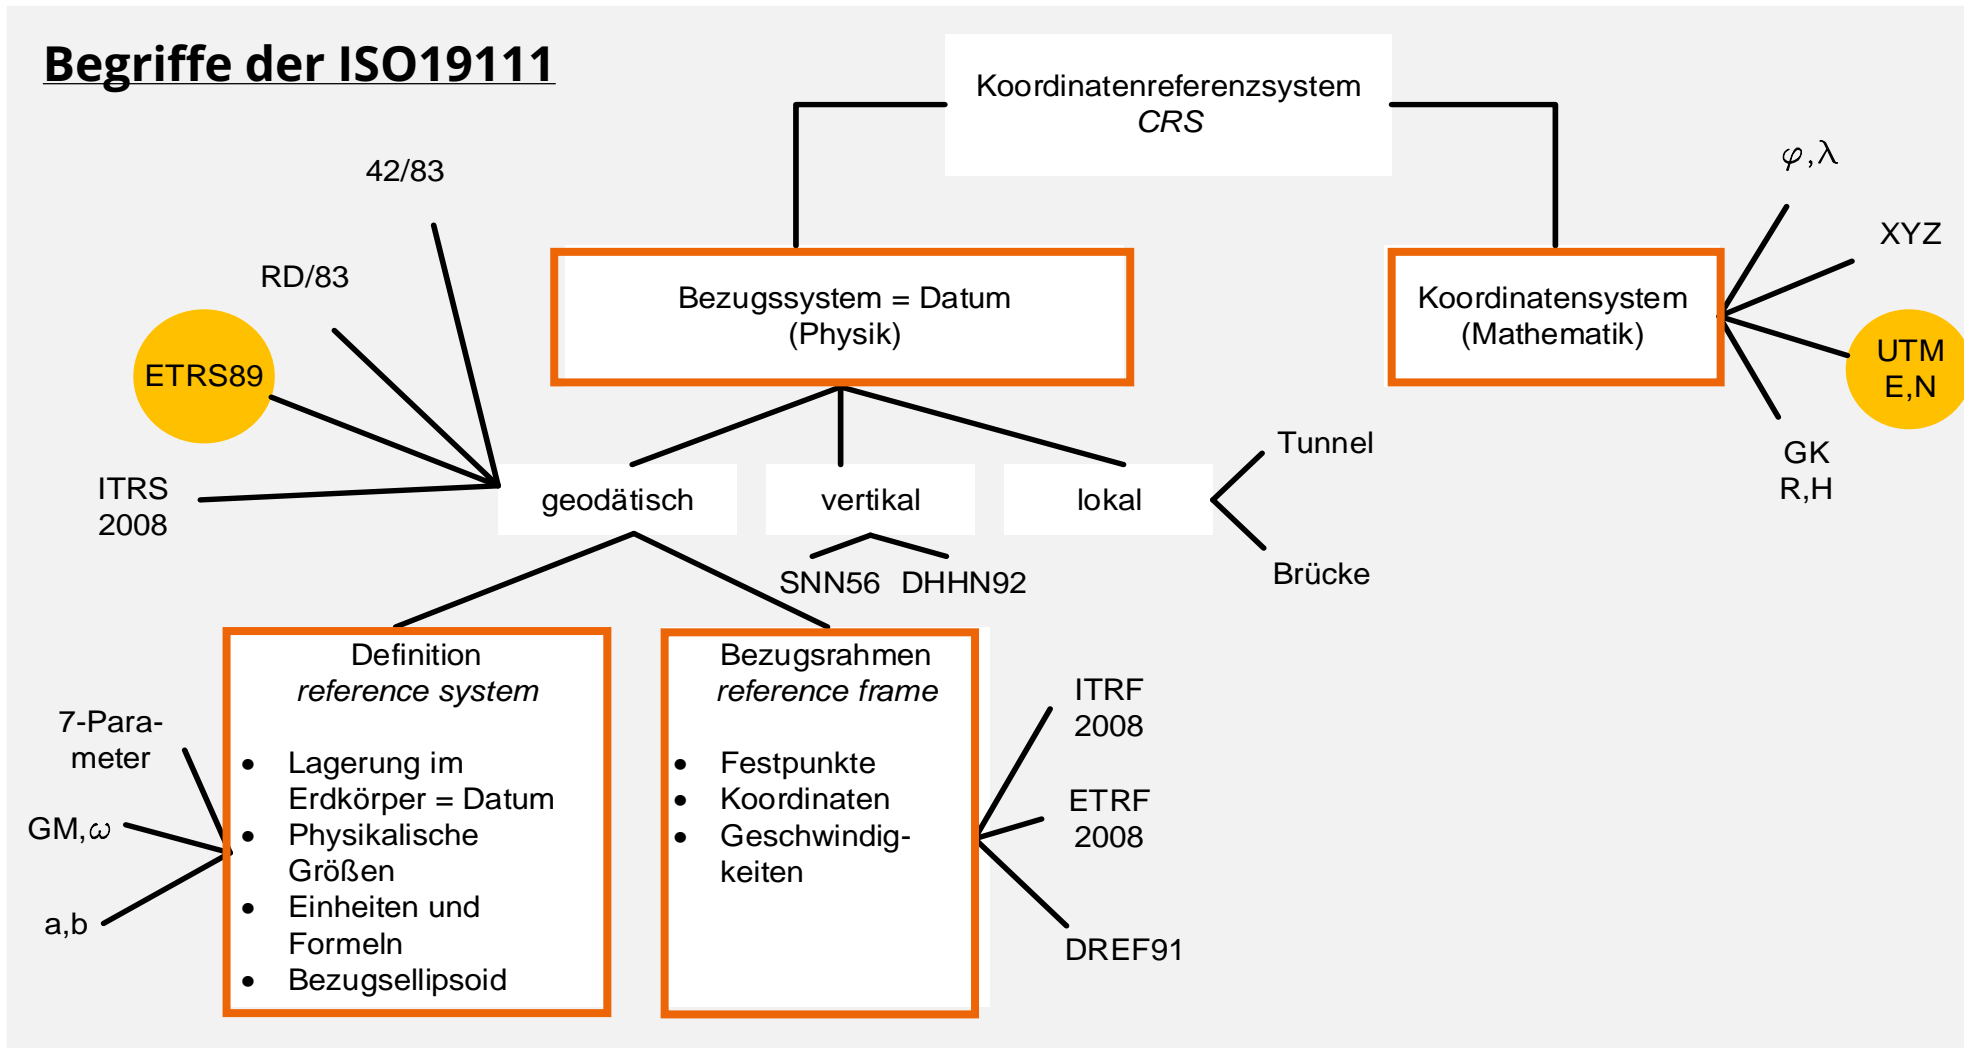 Begriffe der ISO19111
Koordinatenreferenzsystem
CRS
42/83
RD/83
ETRS89
ITRS
2008
Bezugssystem = Datum
(Physik)
Koordinatensystem
(Mathematik)
φ,λ
XYZ
UTM
E,N
GK
R,H
geodätisch
vertikal
lokal
Tunnel
Brücke
SNN56
DHHN92
Definition
reference system
• Lagerung im
Erdkörper = Datum
• Physikalische
Größen
• Einheiten und
Formeln
• Bezugsellipsoid
7-Para-
meter
GM,ω
a,b
Bezugsrahmen
reference frame
• Festpunkte
• Koordinaten
• Geschwindig-
keiten
ITRF
2008
ETRF
2008
DREF91